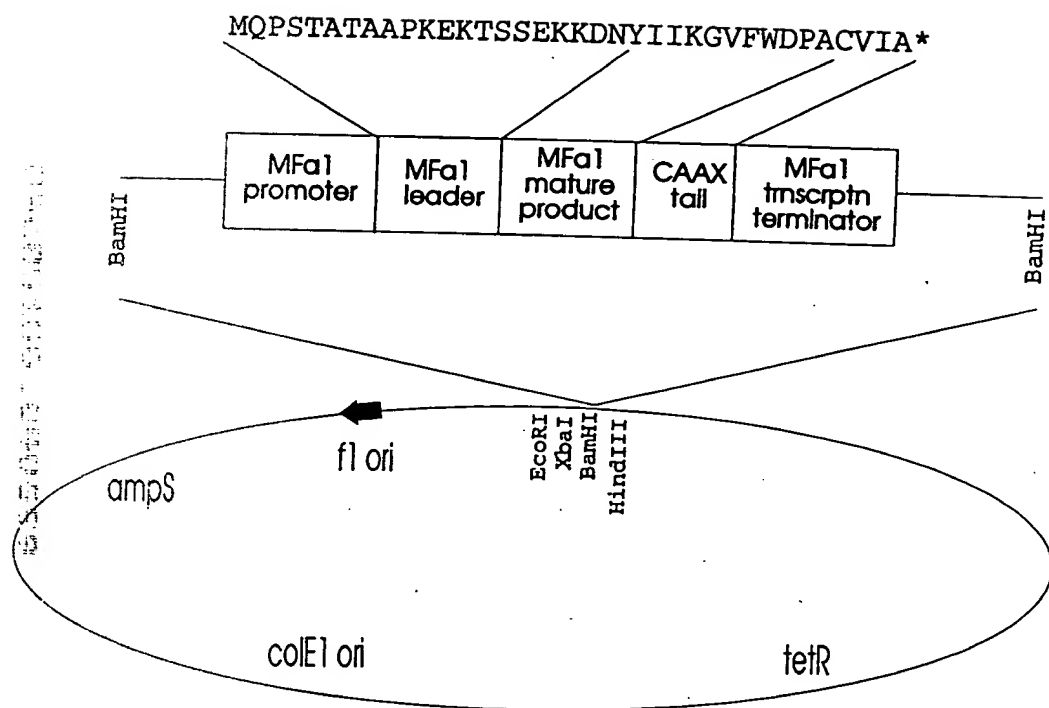 MQPSTATAAPKEKTSSEKKDNYIIKGVFWDPACVIA*
MFa1
promoter
MFa1
leader
MFa1
mature
product
CAAX
tail
MFa1
trnscrptn
terminator
BamHI
BamHI
EcoRI
XbaI
BamHI
HindIII
f1 ori
ampS
colE1 ori
tetR